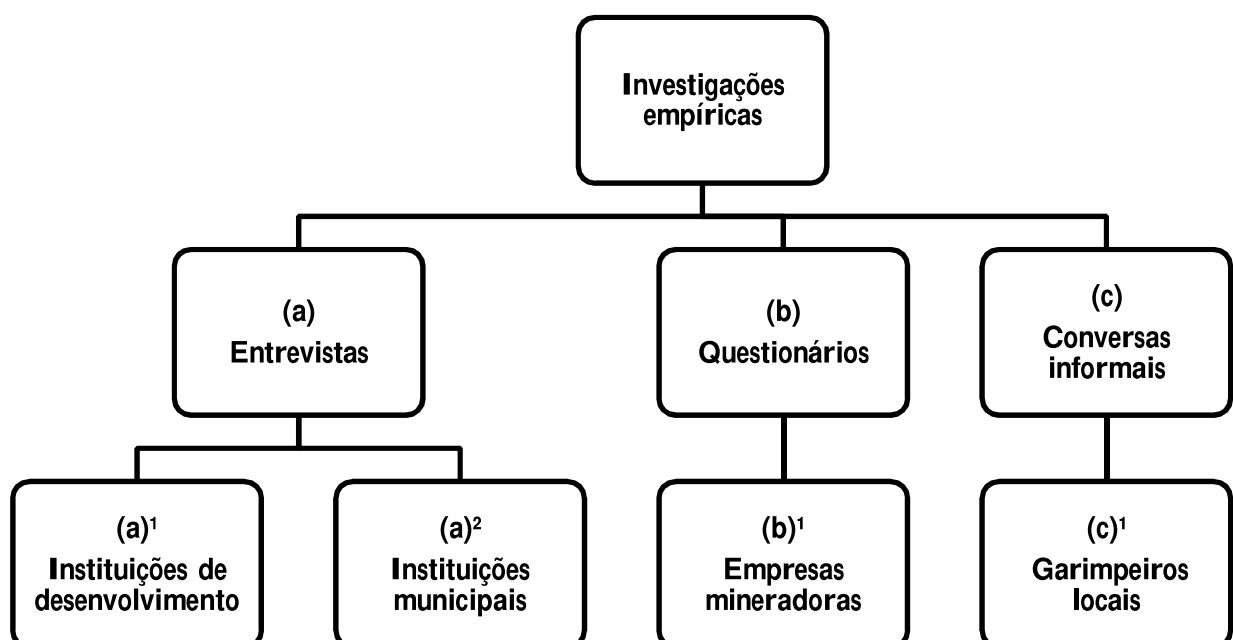 Investigações
empíricas
(a)
Entrevistas
(b)
Questionários
(c)
Conversas
informais
(a)¹
Instituições de
desenvolvimento
(a)²
Instituições
municipais
(b)¹
Empresas
mineradoras
(c)¹
Garimpeiros
locais